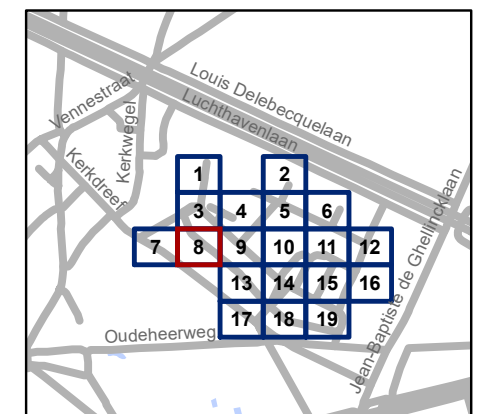 Louis Delebecquelaan
Luchthavenlaan
Vennestraat
Kerkwegel
Kerkdreef
1 2
3 4 5 6
7 8 9 10 11 12
13 14 15 16
17 18 19
Oudeheerweg
Jean-Baptiste de Ghellincklaan